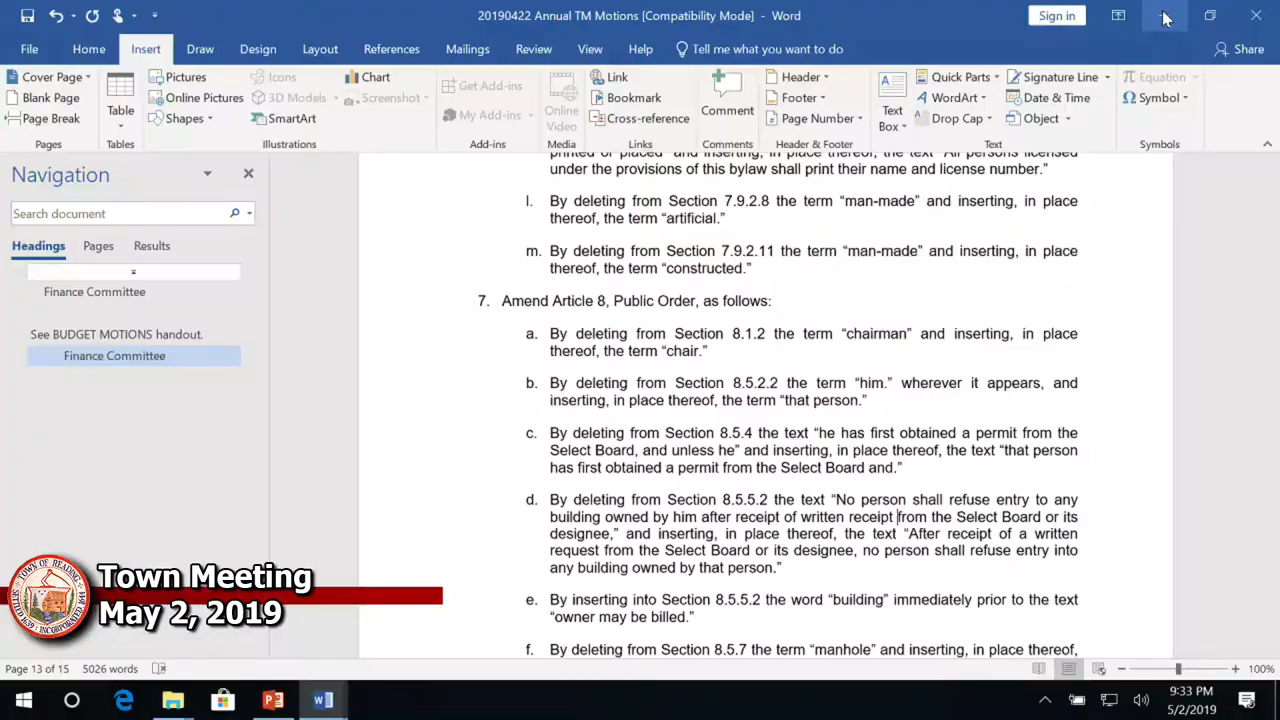 20190422 Annual TM Motions [Compatibility Mode] - Word
Sign in
File Home Insert Draw Design Layout References Mailings Review View Help Tell me what you want to do Share
Cover Page
Blank Page
Page Break
Pages
Table
Tables
Pictures
Online Pictures
Shapes
Icons
3D Models
SmartArt
Chart
Screenshot
Illustrations
Get Add-ins
My Add-ins
Add-ins
Online
Video
Media
Link
Bookmark
Cross-reference
Links
Comment
Comments
Header
Footer
Page Number
Header & Footer
Text
Box
Quick Parts
WordArt
Drop Cap
Signature Line
Date & Time
Object
Text
Equation
Symbol
Symbols
Navigation
Search document
Headings Pages Results
Finance Committee
See BUDGET MOTIONS handout.
Finance Committee
printed or placed” and inserting, in place thereof, the text “All persons licensed
under the provisions of this bylaw shall print their name and license number.”
l. By deleting from Section 7.9.2.8 the term “man-made” and inserting, in place
thereof, the term “artificial.”
m. By deleting from Section 7.9.2.11 the term “man-made” and inserting, in place
thereof, the term “constructed.”
7. Amend Article 8, Public Order, as follows:
a. By deleting from Section 8.1.2 the term “chairman” and inserting, in place
thereof, the term “chair.”
b. By deleting from Section 8.5.2.2 the term “him.” wherever it appears, and
inserting, in place thereof, the term “that person.”
c. By deleting from Section 8.5.4 the text “he has first obtained a permit from the
Select Board, and unless he” and inserting, in place thereof, the text “that person
has first obtained a permit from the Select Board and.”
d. By deleting from Section 8.5.5.2 the text “No person shall refuse entry to any
building owned by him after receipt of written receipt from the Select Board or its
designee,” and inserting, in place thereof, the text “After receipt of a written
request from the Select Board or its designee, no person shall refuse entry into
any building owned by that person.”
e. By inserting into Section 8.5.5.2 the word “building” immediately prior to the text
“owner may be billed.”
f. By deleting from Section 8.5.7 the term “manhole” and inserting, in place thereof,
Town Meeting
May 2, 2019
Page 13 of 15 5026 words
100%
9:33 PM
5/2/2019